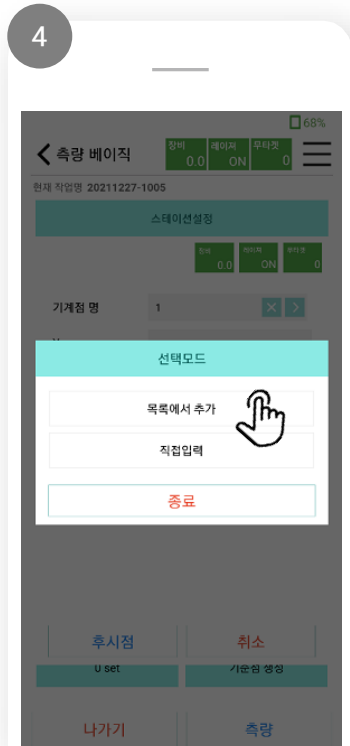 4
68%
측량 베이직
장비 0.0 레이저 ON 무타겟 0
현재 작업명 20211227-1005
스테이션설정
장비 0.0 레이저 ON 무타겟 0
기계점 명 1
선택모드
목록에서 추가
직접입력
종료
후시점 취소
0 set 기준점 생성
나가기 측량